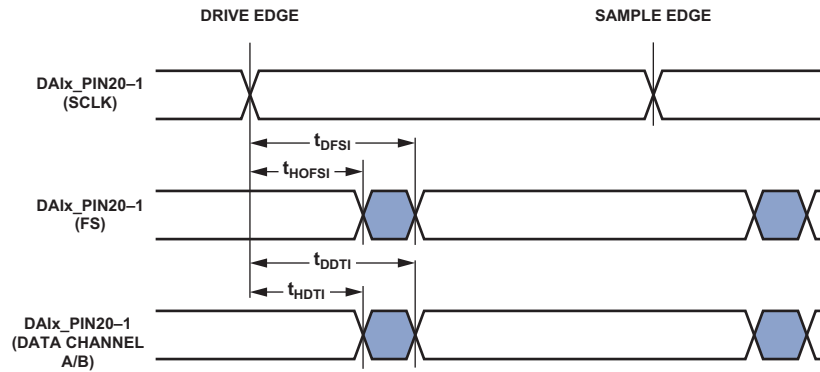 DRIVE EDGE
SAMPLE EDGE
DAIx_PIN20–1
(SCLK)
tDFSI
tHOFSI
DAIx_PIN20–1
(FS)
tDDTI
tHDTI
DAIx_PIN20–1
(DATA CHANNEL
A/B)